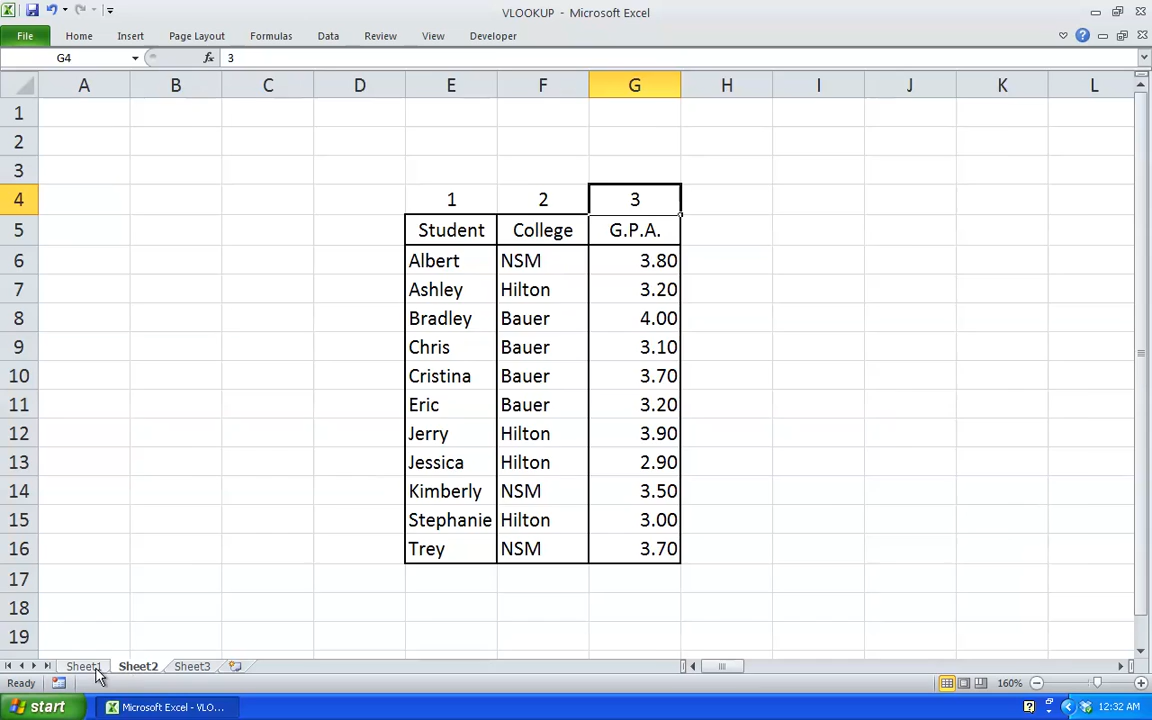 VLOOKUP - Microsoft Excel
File Home Insert Page Layout Formulas Data Review View Developer
G4 fx 3
A B C D E F G H I J K L
1
2
3
4 1 2 3
5 Student College G.P.A.
6 Albert NSM 3.80
7 Ashley Hilton 3.20
8 Bradley Bauer 4.00
9 Chris Bauer 3.10
10 Cristina Bauer 3.70
11 Eric Bauer 3.20
12 Jerry Hilton 3.90
13 Jessica Hilton 2.90
14 Kimberly NSM 3.50
15 Stephanie Hilton 3.00
16 Trey NSM 3.70
17
18
19
Sheet1 Sheet2 Sheet3
Ready 160%
start Microsoft Excel - VLO... 12:32 AM